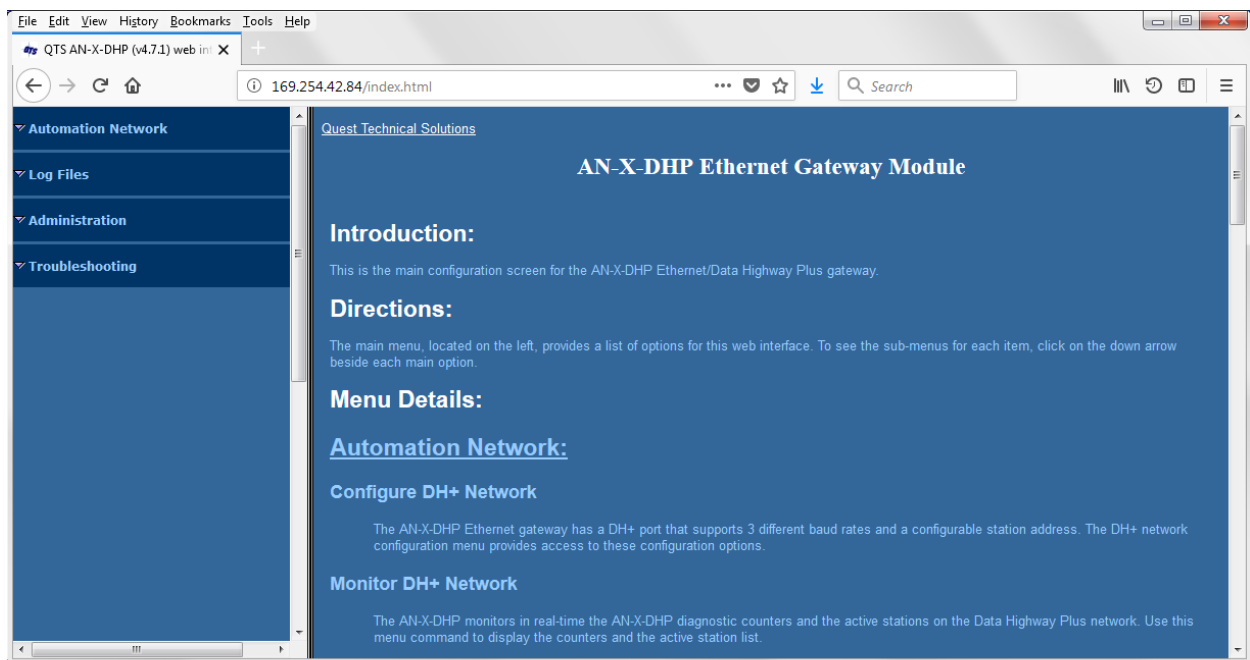 File Edit View History Bookmarks Tools Help
QTS AN-X-DHP (v4.7.1) web int
169.254.42.84/index.html
Search
Automation Network
Log Files
Administration
Troubleshooting
Quest Technical Solutions
AN-X-DHP Ethernet Gateway Module
Introduction:
This is the main configuration screen for the AN-X-DHP Ethernet/Data Highway Plus gateway.
Directions:
The main menu, located on the left, provides a list of options for this web interface. To see the sub-menus for each item, click on the down arrow
beside each main option.
Menu Details:
Automation Network:
Configure DH+ Network
The AN-X-DHP Ethernet gateway has a DH+ port that supports 3 different baud rates and a configurable station address. The DH+ network
configuration menu provides access to these configuration options.
Monitor DH+ Network
The AN-X-DHP monitors in real-time the AN-X-DHP diagnostic counters and the active stations on the Data Highway Plus network. Use this
menu command to display the counters and the active station list.